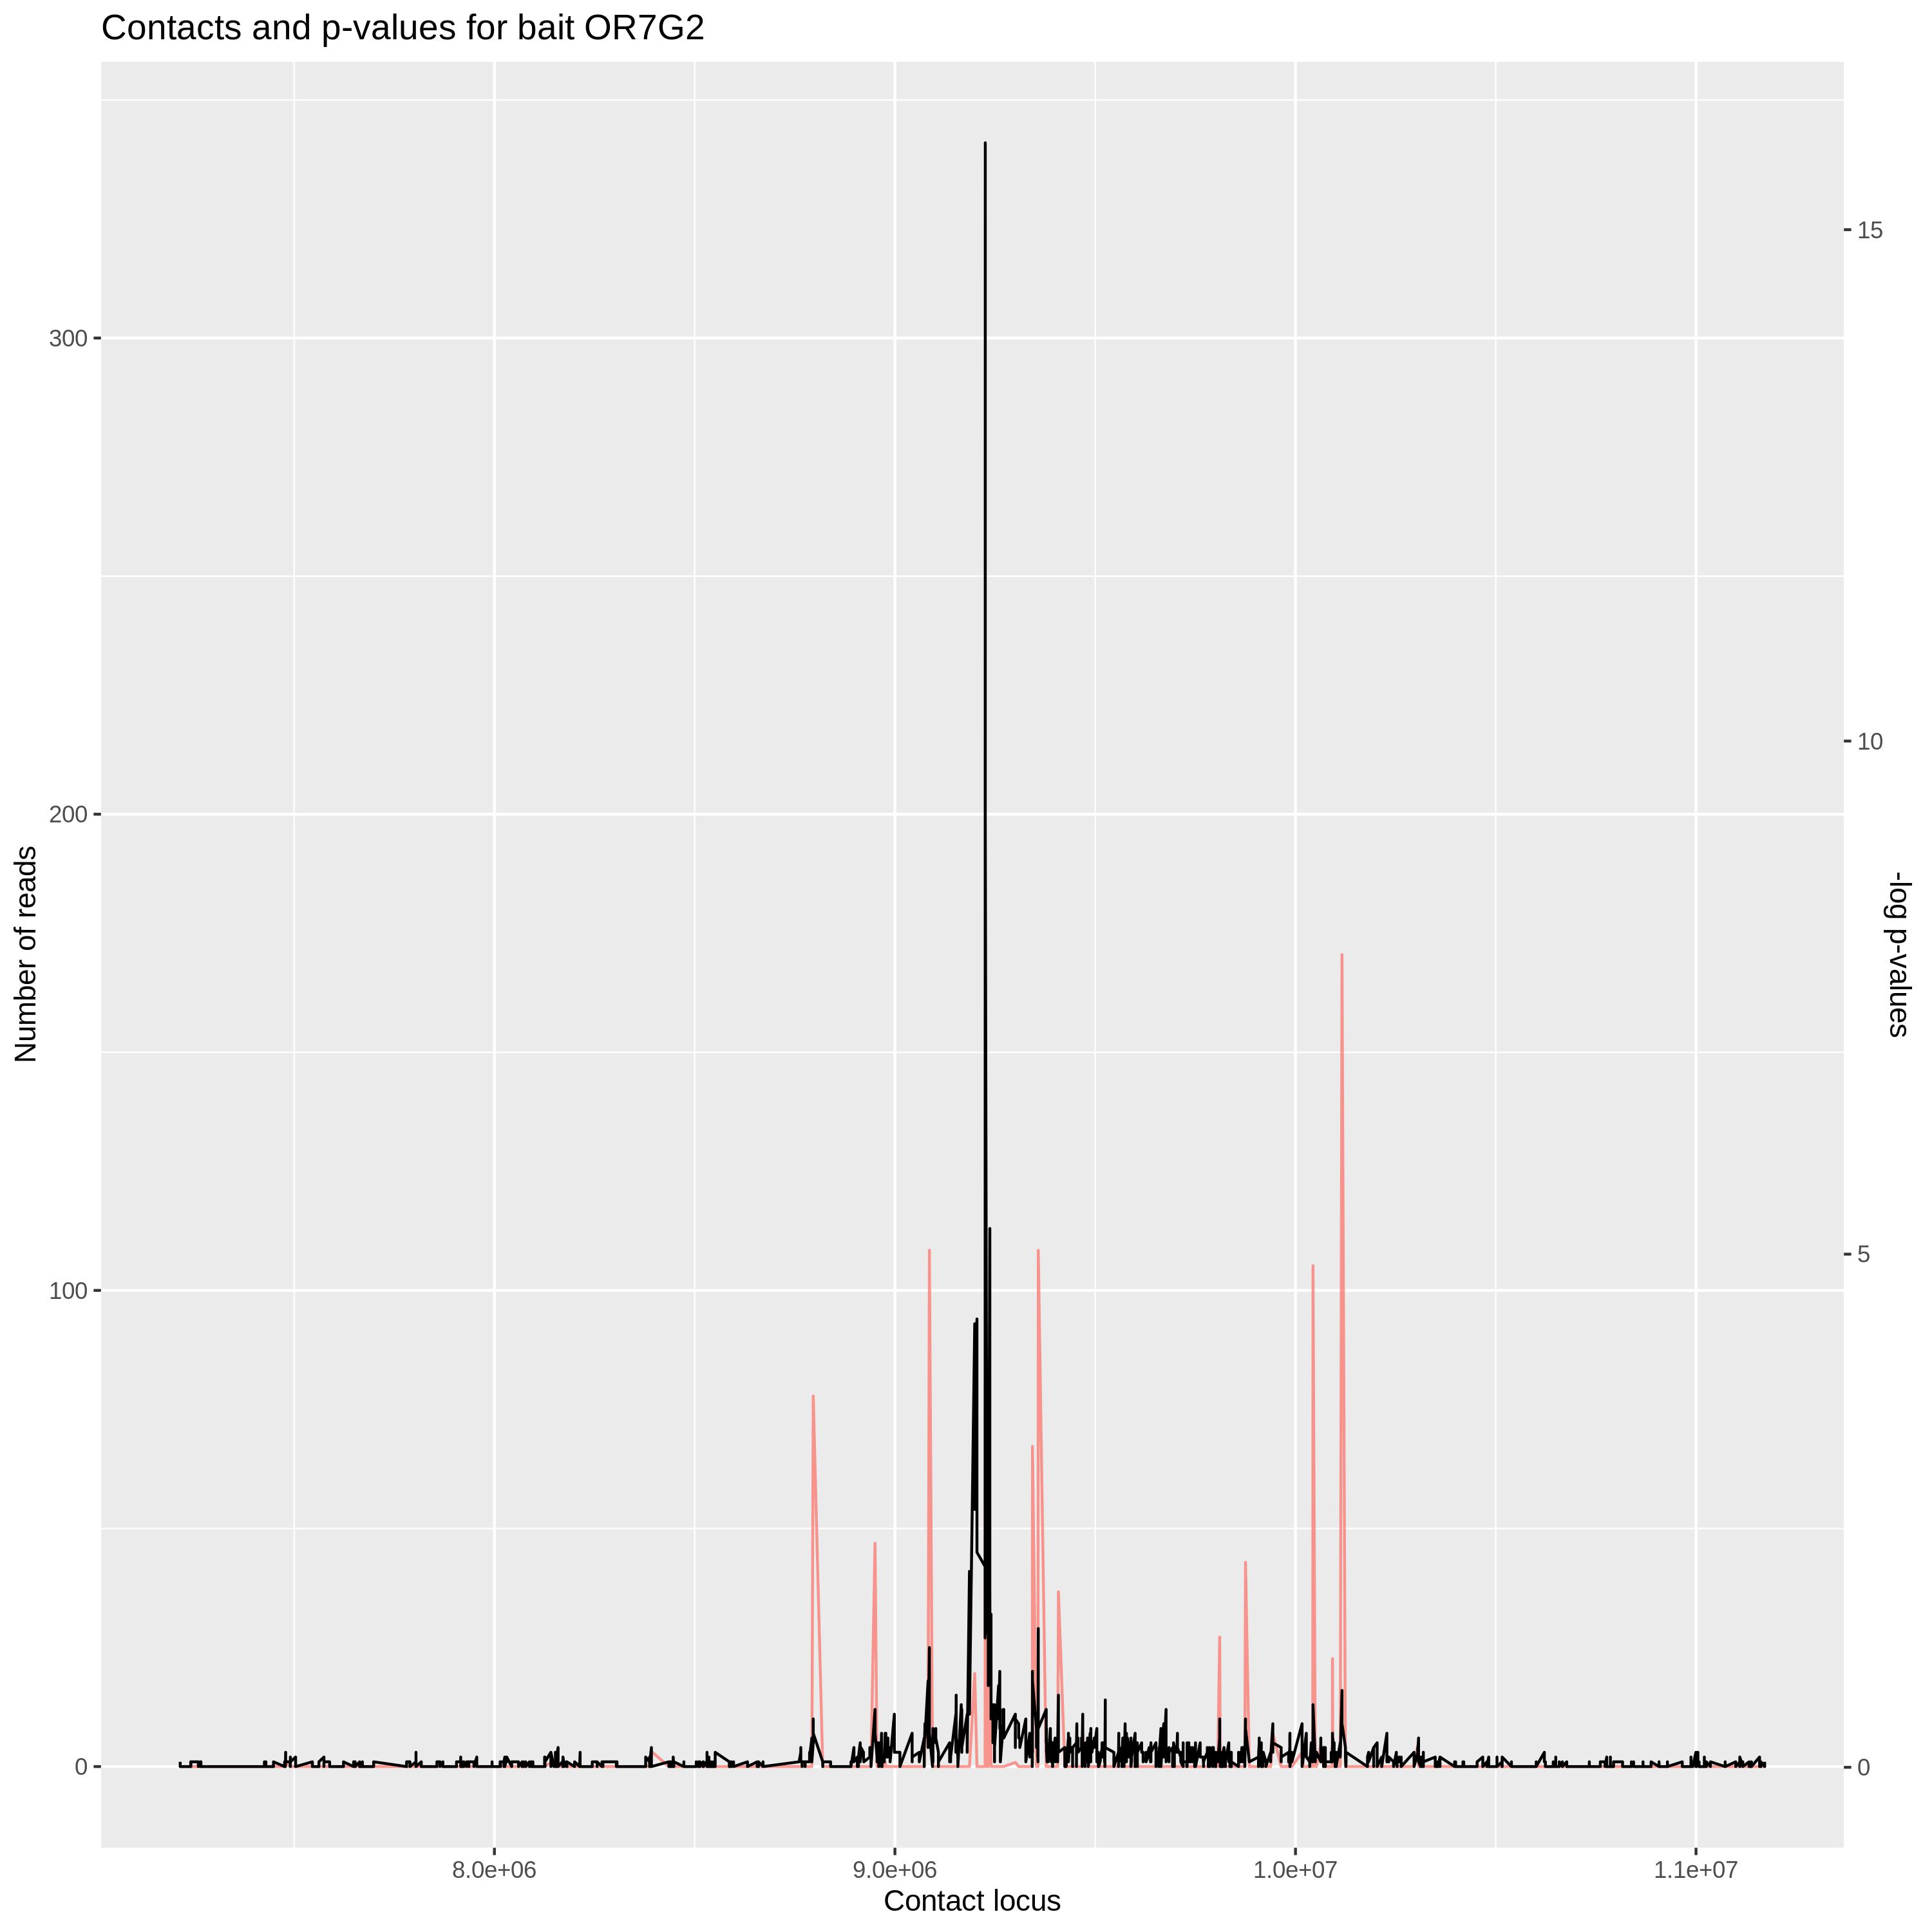 Contacts and p-values for bait OR7G2
300
200
100
0
15
10
5
0
Number of reads
-log p-values
8.0e+06
9.0e+06
1.0e+07
1.1e+07
Contact locus